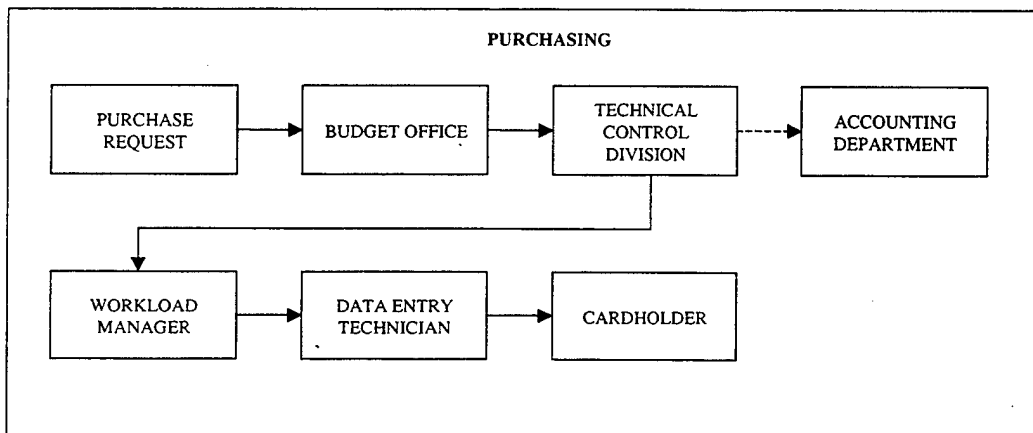 PURCHASING
PURCHASE
REQUEST
BUDGET OFFICE
TECHNICAL
CONTROL
DIVISION
ACCOUNTING
DEPARTMENT
WORKLOAD
MANAGER
DATA ENTRY
TECHNICIAN
CARDHOLDER